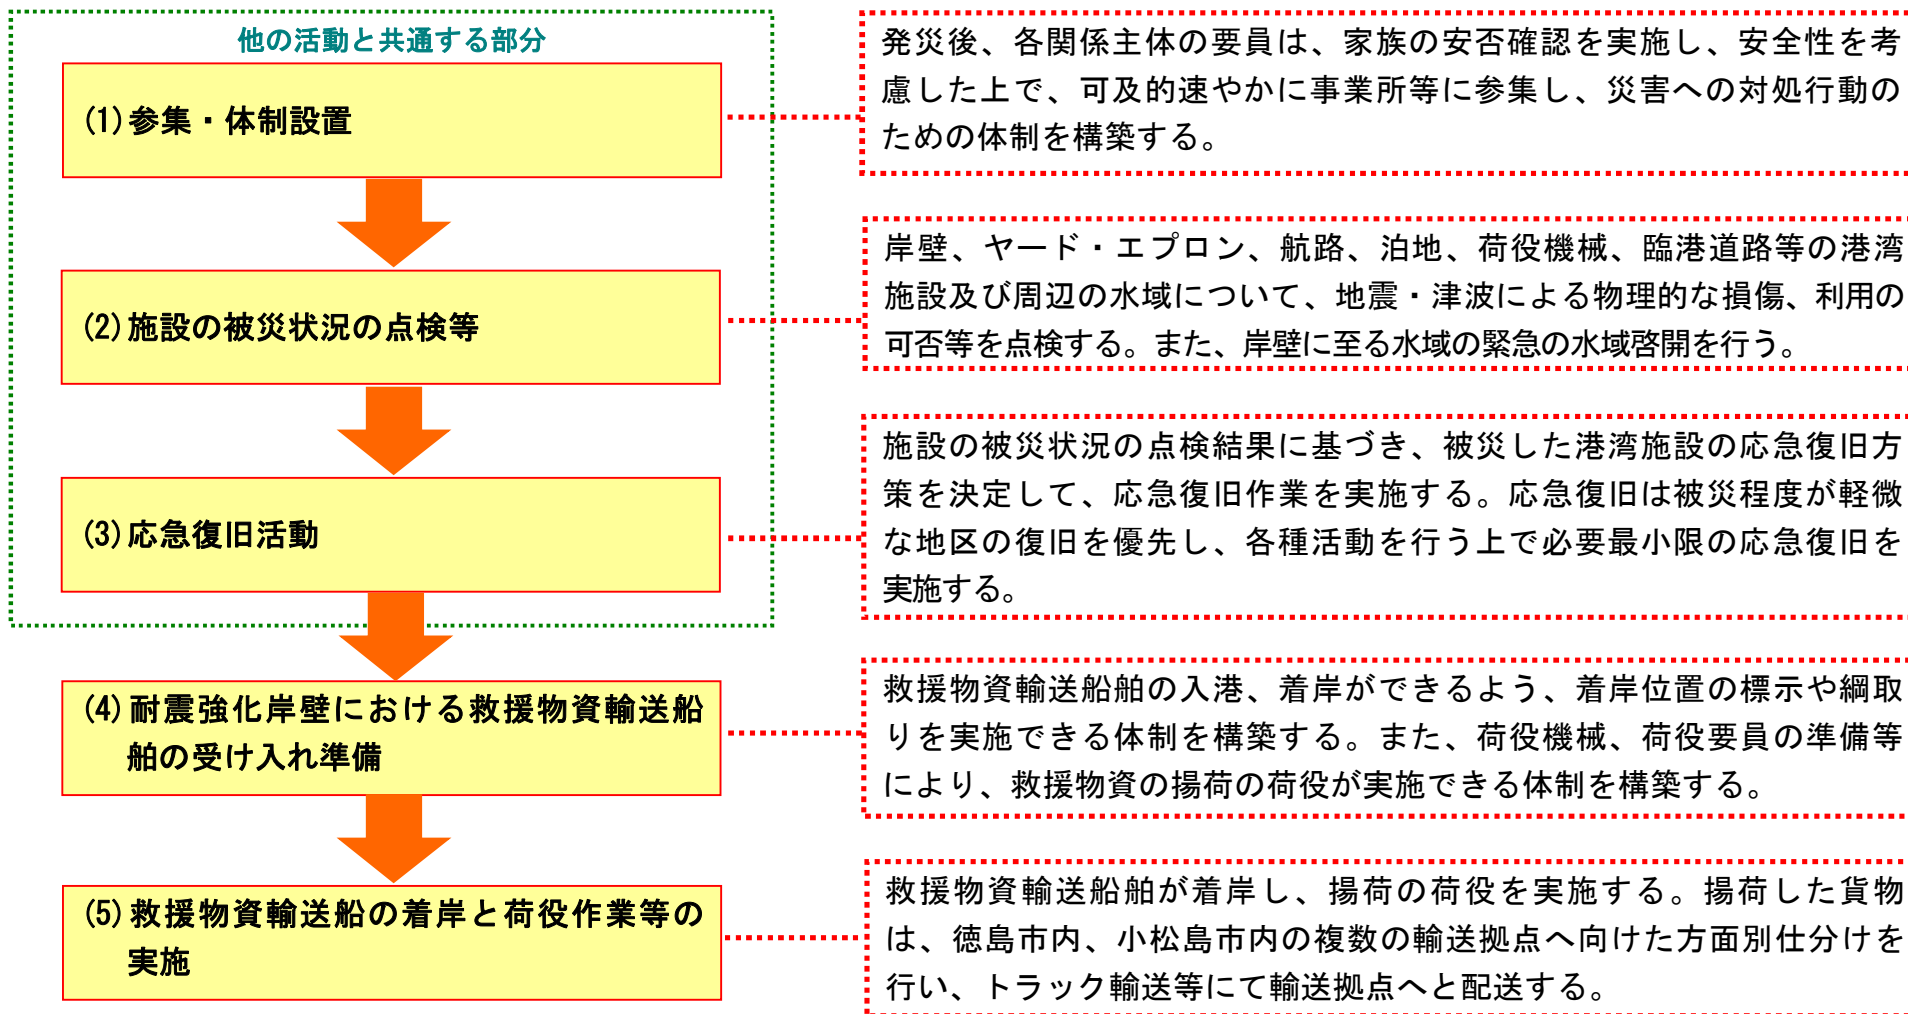 他の活動と共通する部分
(1)参集・体制設置
発災後、各関係主体の要員は、家族の安否確認を実施し、安全性を考
慮した上で、可及的速やかに事業所等に参集し、災害への対処行動の
ための体制を構築する。
(2)施設の被災状況の点検等
岸壁、ヤード・エプロン、航路、泊地、荷役機械、臨港道路等の港湾
施設及び周辺の水域について、地震・津波による物理的な損傷、利用の
可否等を点検する。また、岸壁に至る水域の緊急の水域啓開を行う。
(3)応急復旧活動
施設の被災状況の点検結果に基づき、被災した港湾施設の応急復旧方
策を決定して、応急復旧作業を実施する。応急復旧は被災程度が軽微
な地区の復旧を優先し、各種活動を行う上で必要最小限の応急復旧を
実施する。
(4)耐震強化岸壁における救援物資輸送船
舶の受け入れ準備
救援物資輸送船舶の入港、着岸ができるよう、着岸位置の標示や綱取
りを実施できる体制を構築する。また、荷役機械、荷役要員の準備等
により、救援物資の揚荷の荷役が実施できる体制を構築する。
(5)救援物資輸送船の着岸と荷役作業等の
実施
救援物資輸送船舶が着岸し、揚荷の荷役を実施する。揚荷した貨物
は、徳島市内、小松島市内の複数の輸送拠点へ向けた方面別仕分けを
行い、トラック輸送等にて輸送拠点へと配送する。